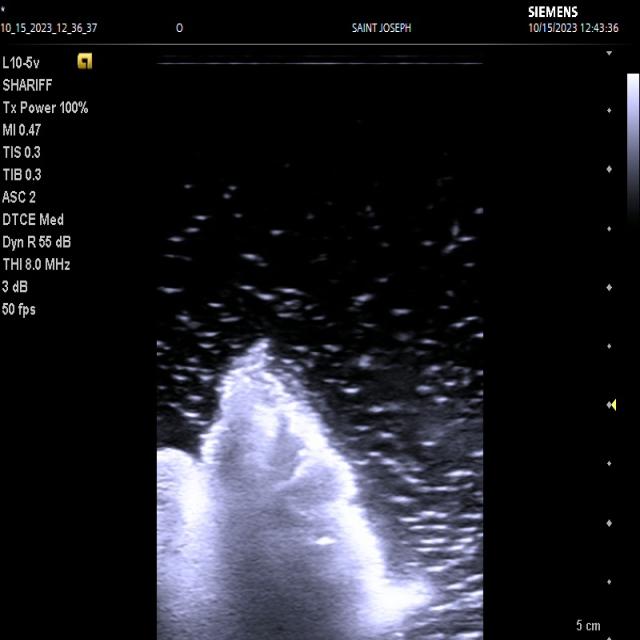 *
SIEMENS
10_15_2023_12_36_37
O
SAINT JOSEPH
10/15/2023 12:43:36
L10-5v
SHARIFF
Tx Power 100%
MI 0.47
TIS 0.3
TIB 0.3
ASC 2
DTCE Med
Dyn R 55 dB
THI 8.0 MHz
3 dB
50 fps
5 cm